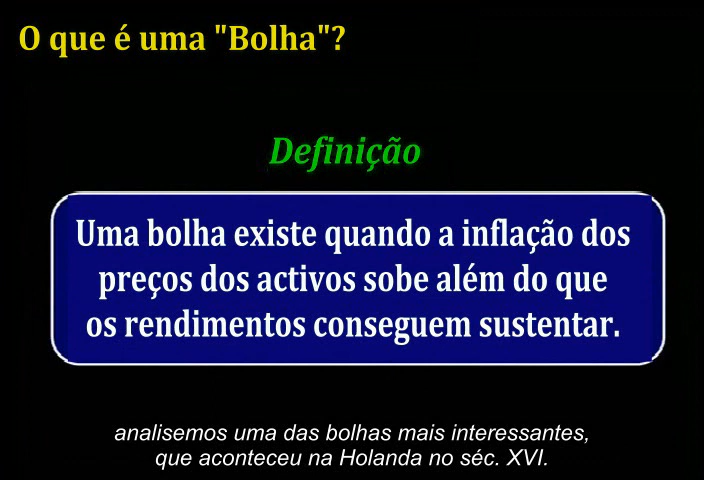 O que é uma "Bolha"?
Definição
Uma bolha existe quando a inflação dos
preços dos activos sobe além do que
os rendimentos conseguem sustentar.
analisemos uma das bolhas mais interessantes,
que aconteceu na Holanda no séc. XVI.